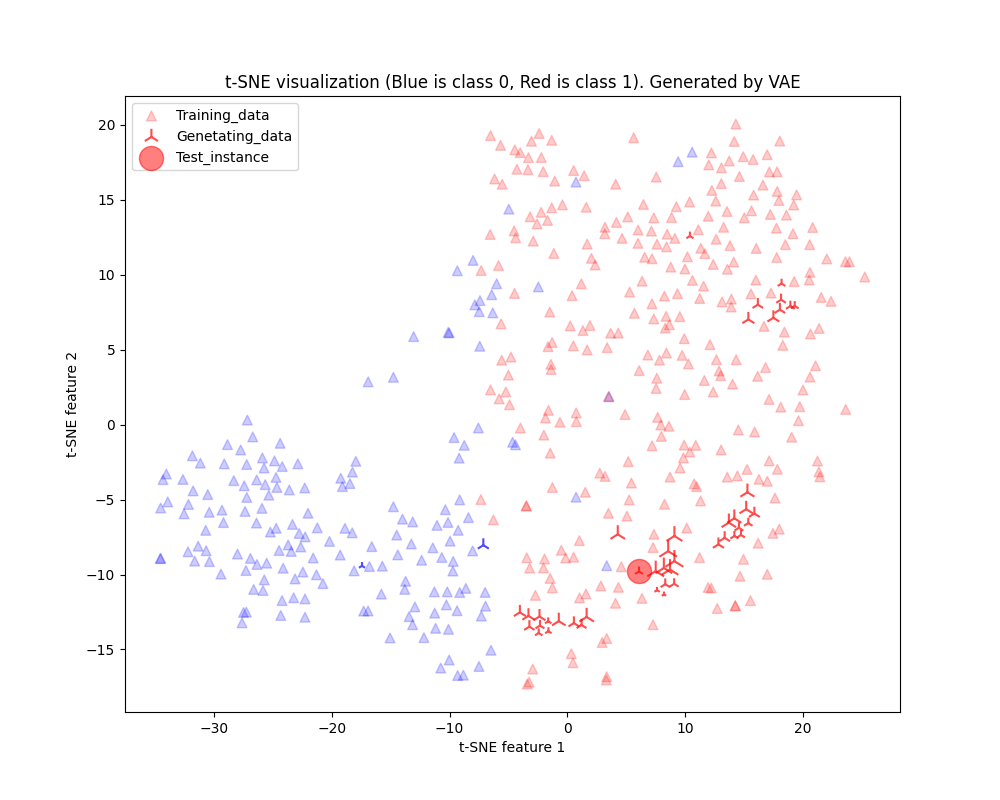 t-SNE visualization (Blue is class 0, Red is class 1). Generated by VAE
Training_data
Genetating_data
Test_instance
20
15
10
5
0
−5
−10
−15
t-SNE feature 2
−30
−20
−10
0
10
20
t-SNE feature 1